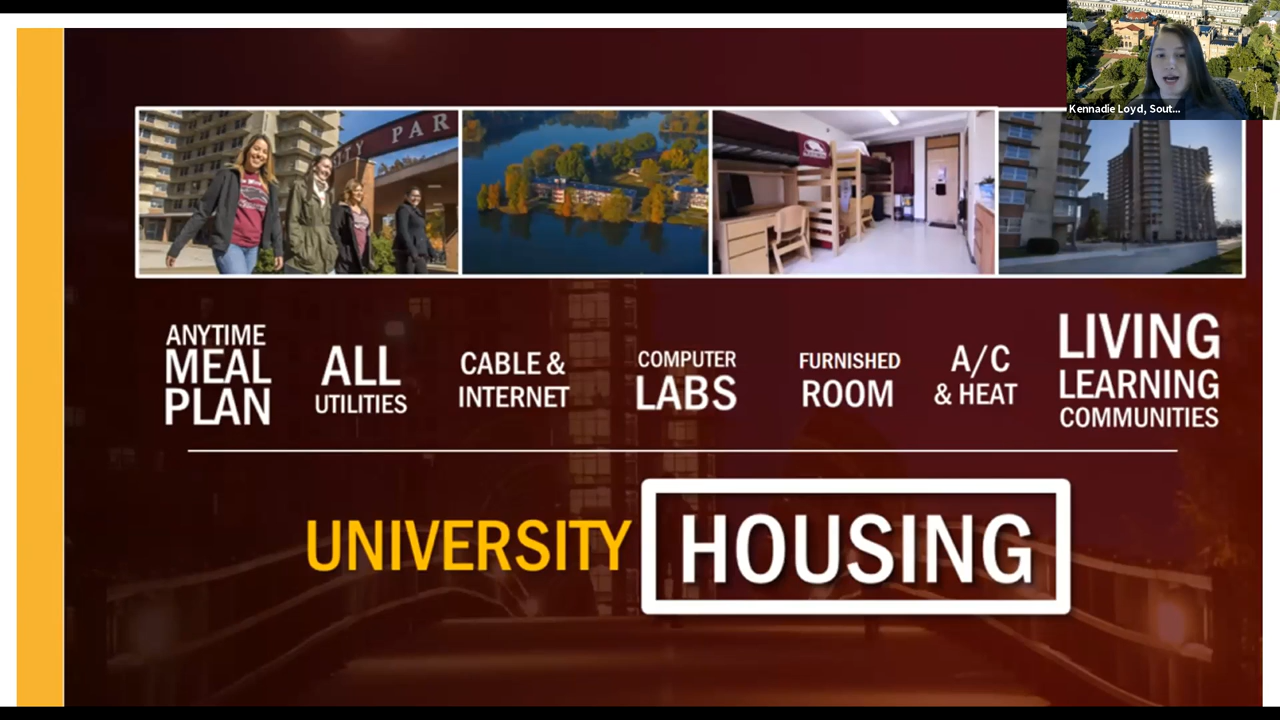 Kennadie Loyd, Sout...
ITY PAR
ANYTIME
MEAL
PLAN
ALL
UTILITIES
CABLE &
INTERNET
COMPUTER
LABS
FURNISHED
ROOM
A/C
& HEAT
LIVING
LEARNING
COMMUNITIES
UNIVERSITY
HOUSING